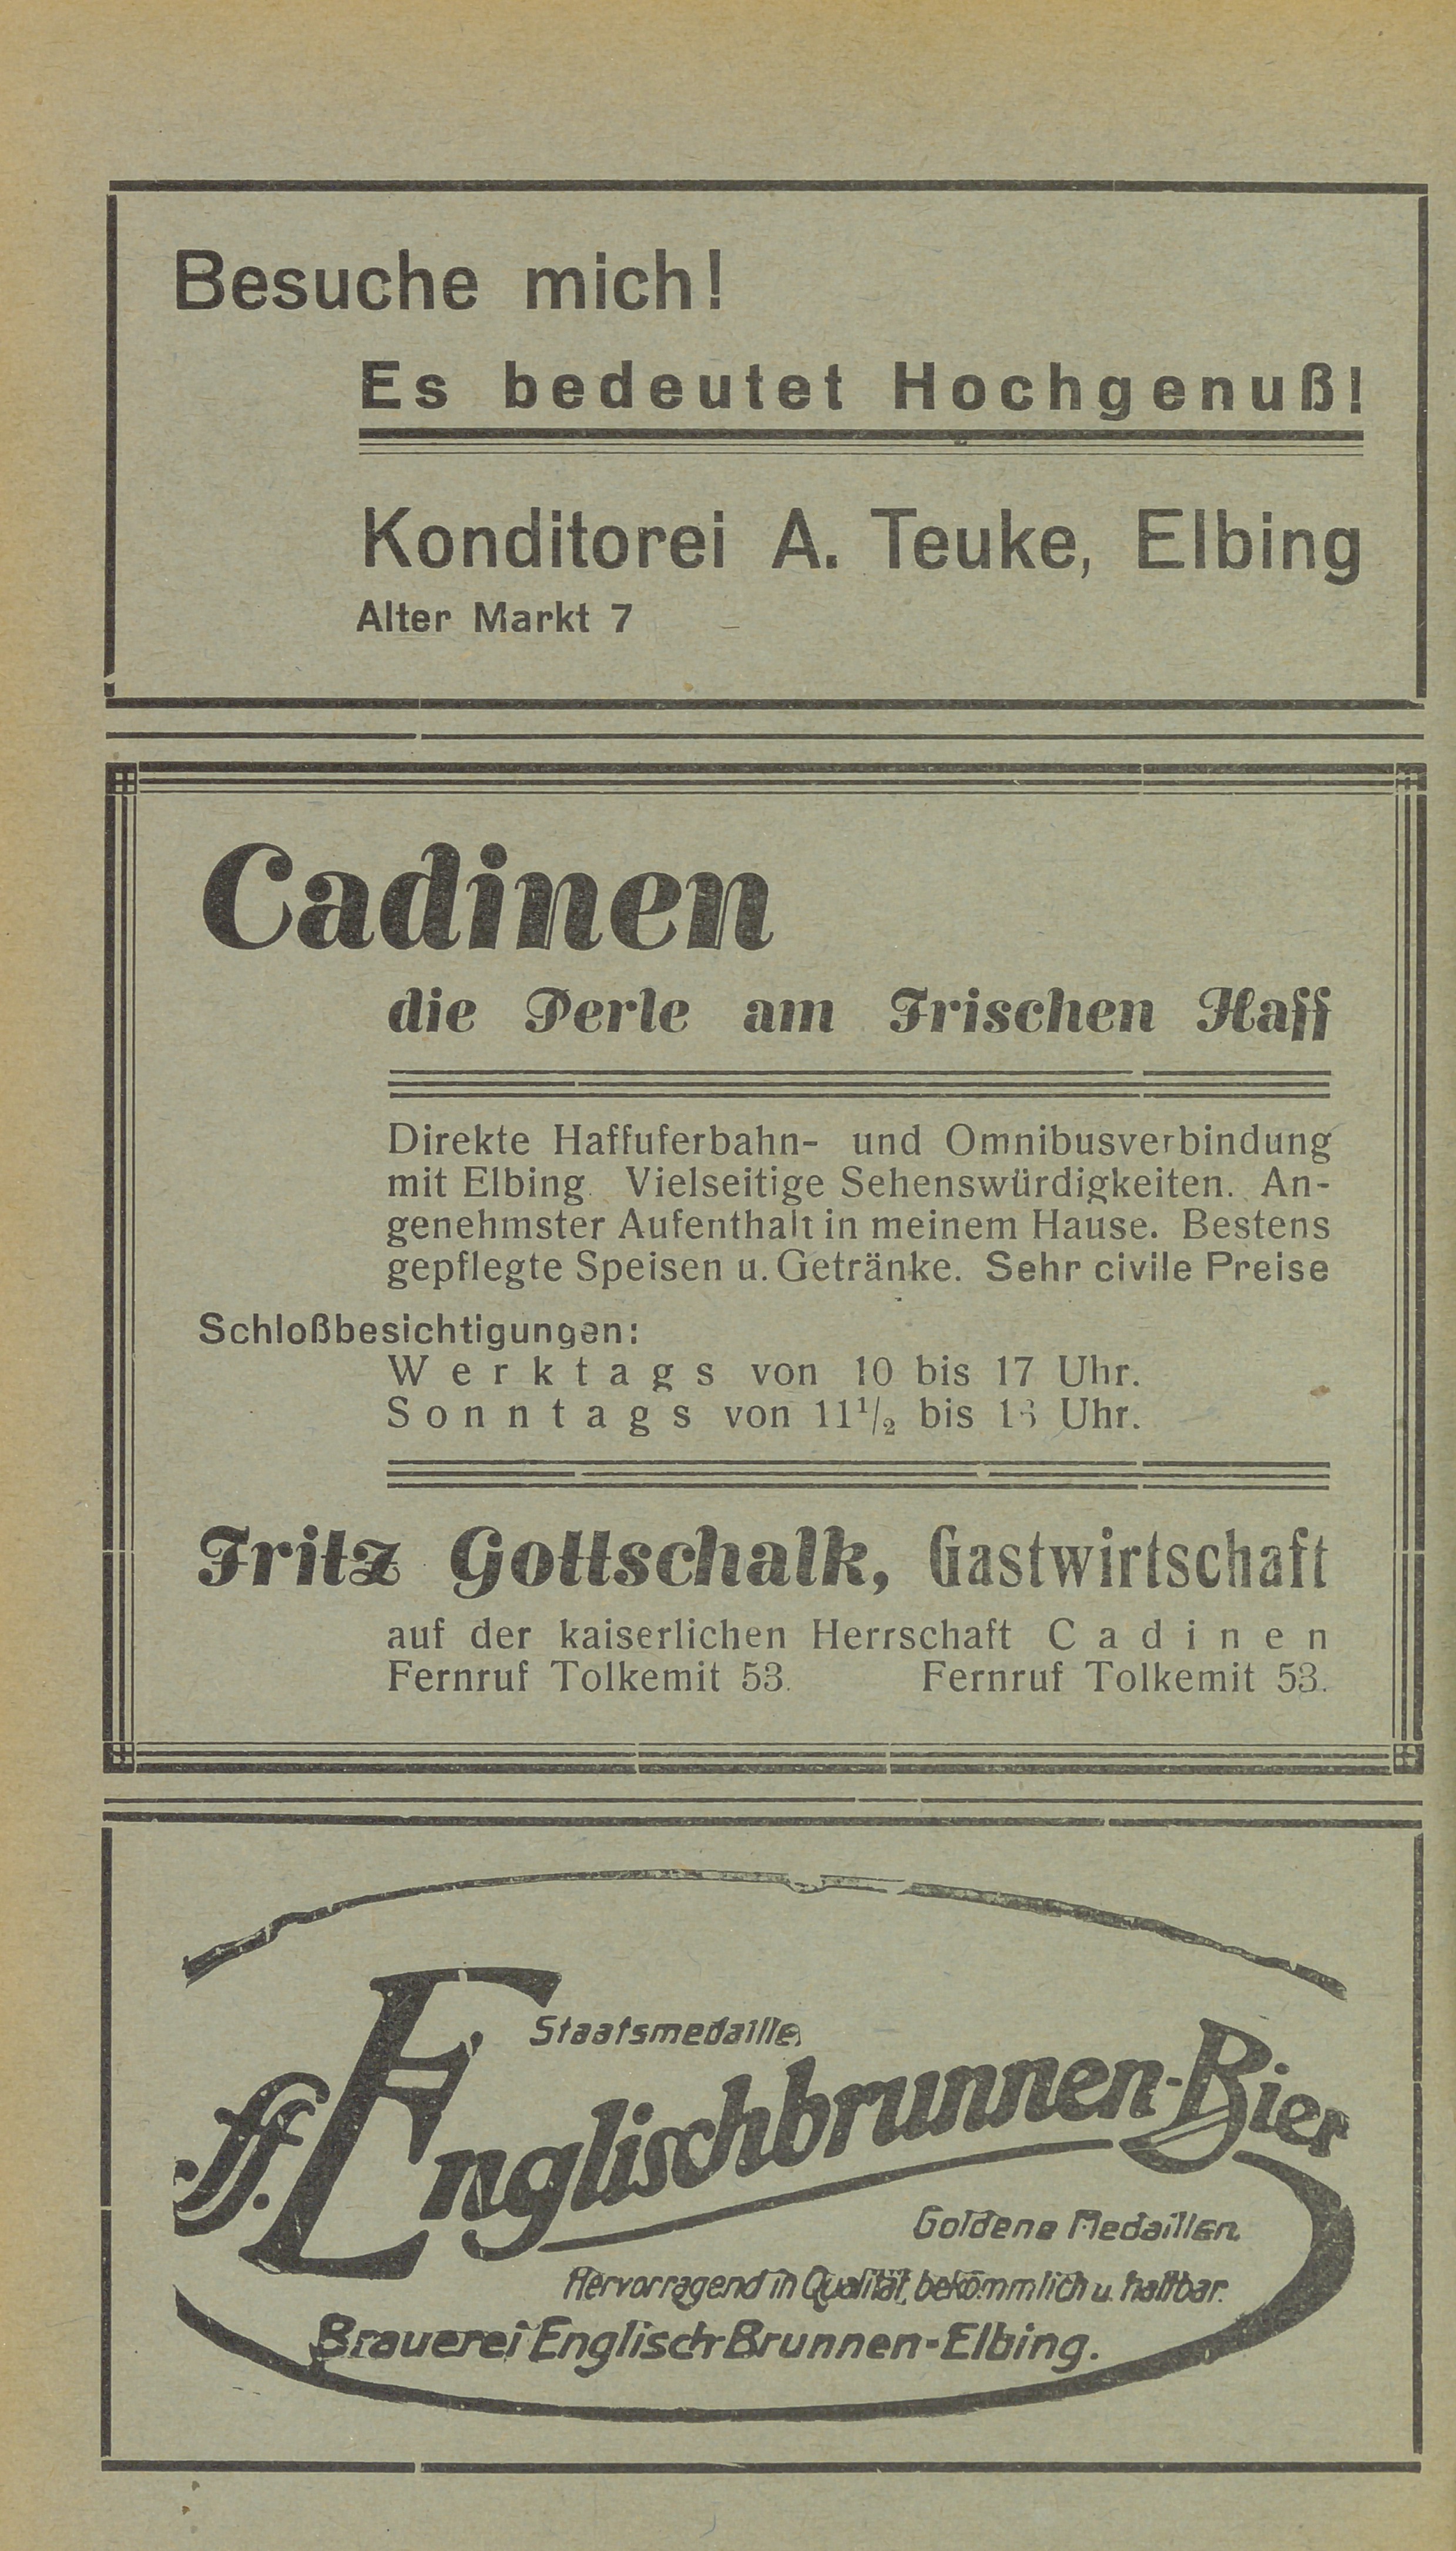 Besuche mich!
Es bedeutet Hochgenuß!
Konditorei A. Teuke, Elbing
Alter Markt 7
Cadinen
die Perle am Frischen Haff
Direkte Haffuferbahn- und Omnibusverbindung
mit Elbing. Vielseitige Sehenswürdigkeiten. An-
genehmster Aufenthalt in meinem Hause. Bestens
gepflegte Speisen u. Getränke. Sehr civile Preise
Schloßbesichtigungen:
Werktags von 10 bis 17 Uhr.
Sonntags von 11 1/2 bis Uhr.
Fritz Gottschalk, Gastwirtschaft
auf der kaiserlichen Herrschaft Cadinen
Fernruf Tolkemit 53. Fernruf Tolkemit 53.
Staatsmedaille,
ff. Englischbrunnen-Bier
Goldene Medaillen
Hervorragend in Qualität, bekömmlich u. haltbar.
Brauerei Englisch-Brunnen-Elbing.